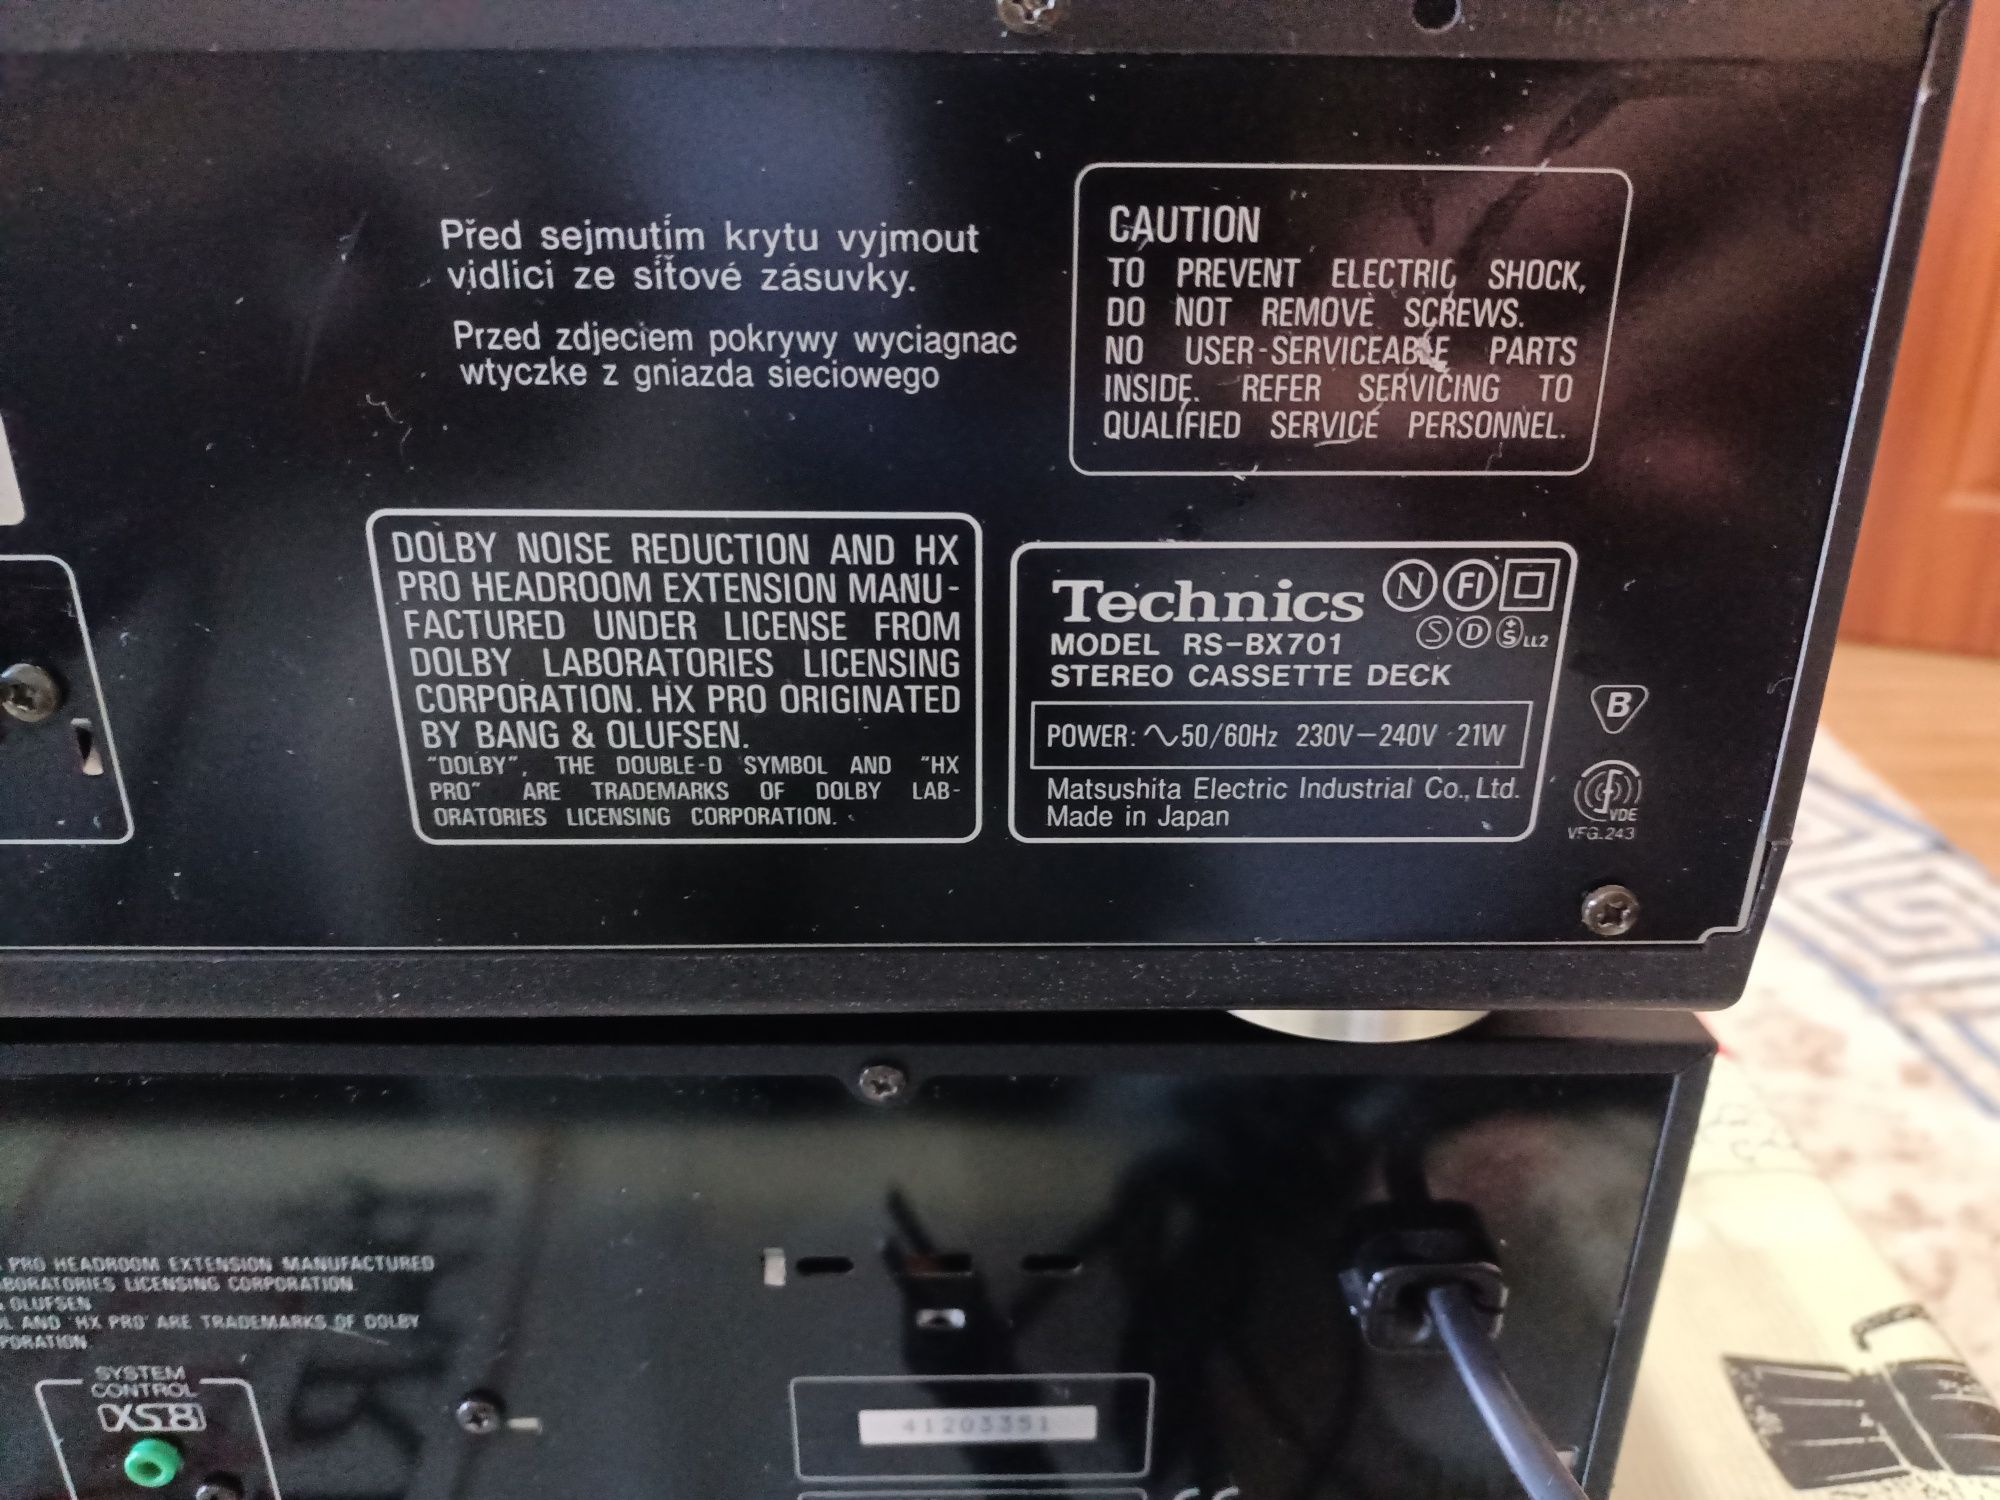 Před sejmutím krytu vyjmout
vidlici ze síťové zásuvky.
Przed zdjeciem pokrywy wyciagnac
wtyczke z gniazda sieciowego
CAUTION
TO PREVENT ELECTRIC SHOCK,
DO NOT REMOVE SCREWS.
NO USER-SERVICEABLE PARTS
INSIDE. REFER SERVICING TO
QUALIFIED SERVICE PERSONNEL.
DOLBY NOISE REDUCTION AND HX
PRO HEADROOM EXTENSION MANU-
FACTURED UNDER LICENSE FROM
DOLBY LABORATORIES LICENSING
CORPORATION. HX PRO ORIGINATED
BY BANG & OLUFSEN.
"DOLBY", THE DOUBLE-D SYMBOL AND "HX
PRO" ARE TRADEMARKS OF DOLBY LAB-
ORATORIES LICENSING CORPORATION.
Technics N FI
MODEL RS-BX701 S D S LL2
STEREO CASSETTE DECK
POWER: ∿50/60Hz 230V-240V 21W
Matsushita Electric Industrial Co., Ltd.
Made in Japan
B
VDE
VFG.243
PRO HEADROOM EXTENSION MANUFACTURED
BORATORIES LICENSING CORPORATION.
& OLUFSEN
L AND 'HX PRO' ARE TRADEMARKS OF DOLBY
PORATION.
SYSTEM
CONTROL
XS8
41203351